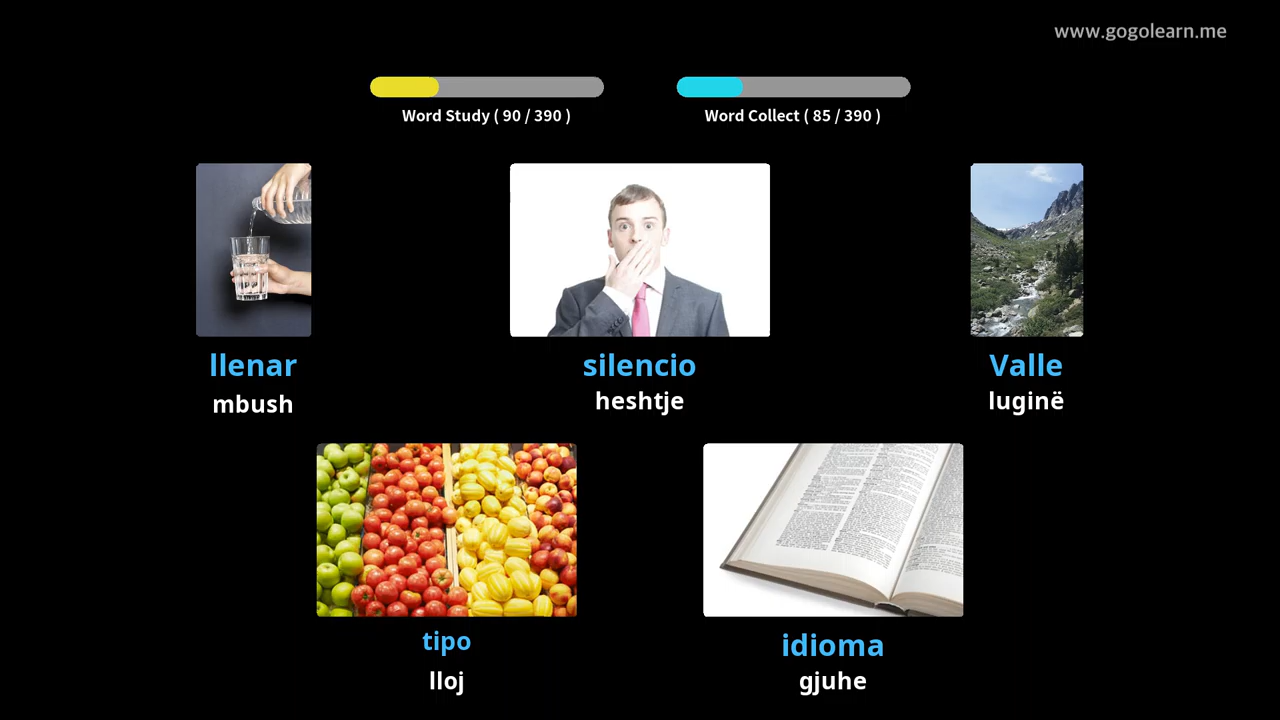 www.gogolearn.me
Word Study ( 90 / 390 )
Word Collect ( 85 / 390 )
llenar
mbush
silencio
heshtje
Valle
luginë
tipo
lloj
idioma
gjuhe